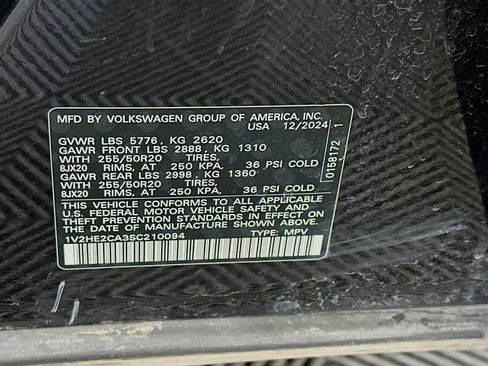 MFD BY VOLKSWAGEN GROUP OF AMERICA, INC.
USA 12/2024
GVWR LBS 5776, KG 2620
GAWR FRONT LBS 2888, KG 1310
WITH 255/50R20 TIRES,
8JX20 RIMS, AT 250 KPA, 36 PSI COLD
GAWR REAR LBS 2998, KG 1360
WITH 255/50R20 TIRES,
8JX20 RIMS, AT 250 KPA, 36 PSI COLD
THIS VEHICLE CONFORMS TO ALL APPLICABLE
U.S. FEDERAL MOTOR VEHICLE SAFETY AND
THEFT PREVENTION STANDARDS IN EFFECT ON
THE DATE OF MANUFACTURE SHOWN ABOVE.
1V2HE2CA3SC210094 TYPE: MPV
0158172 1